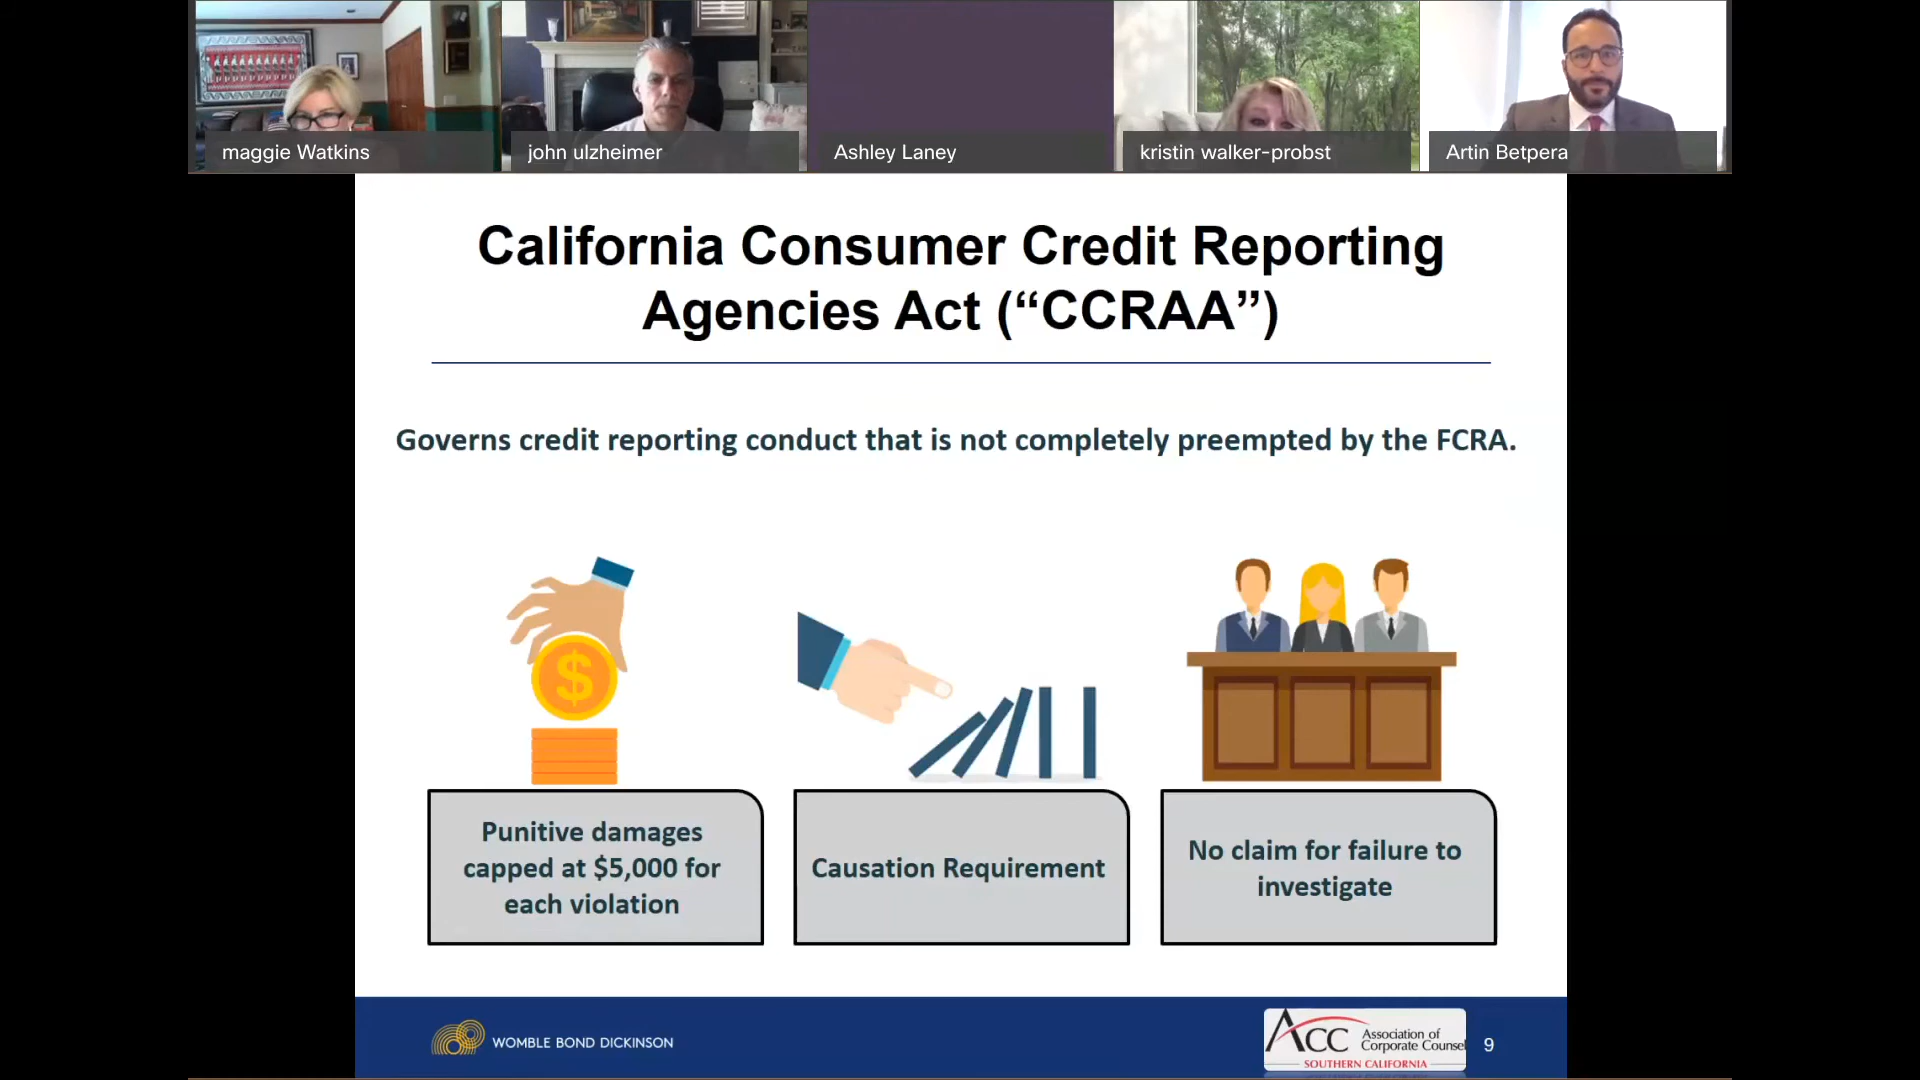 maggie Watkins
john ulzheimer
Ashley Laney
kristin walker-probst
Artin Betpera
California Consumer Credit Reporting
Agencies Act (“CCRAA”)
Governs credit reporting conduct that is not completely preempted by the FCRA.
$
Punitive damages
capped at $5,000 for
each violation
Causation Requirement
No claim for failure to
investigate
WOMBLE BOND DICKINSON
ACC Association of
Corporate Counsel
SOUTHERN CALIFORNIA
9